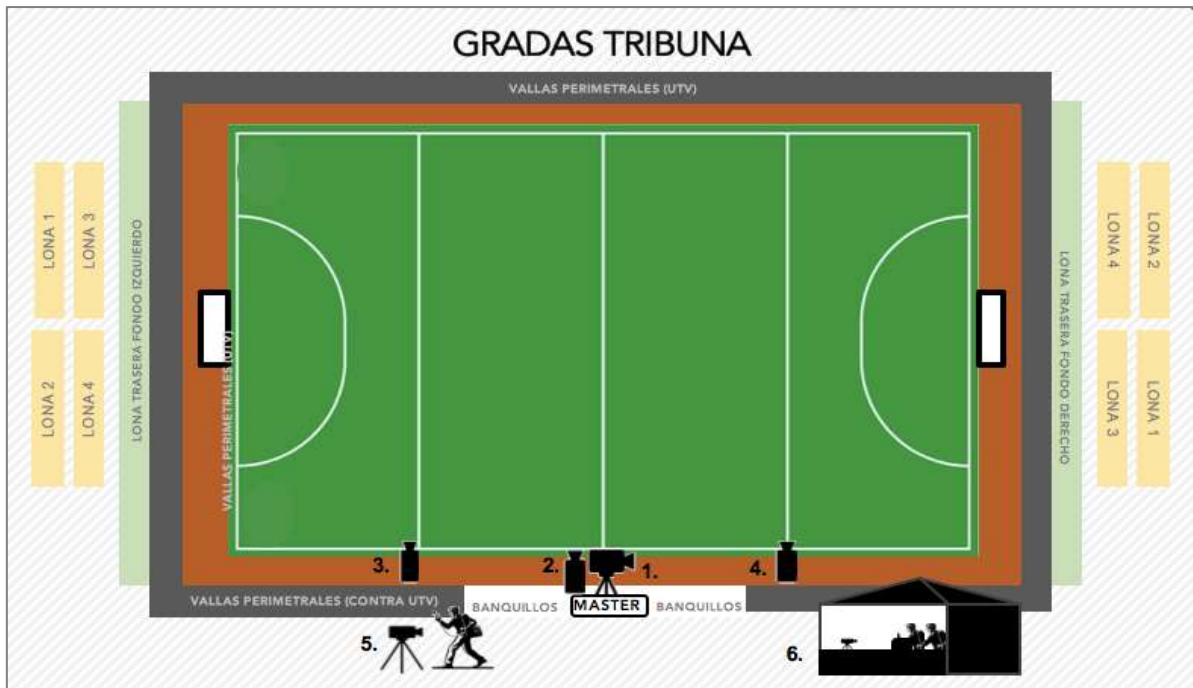 GRADAS TRIBUNA
VALLAS PERIMETRALES (UTV)
LONA 1
LONA 3
LONA 2
LONA 4
LONA TRASERA FONDO IZQUIERDO
VALLAS PERIMETRALES (UTV)
LONA TRASERA FONDO DERECHO
LONA 4
LONA 2
LONA 3
LONA 1
3.
2.
1.
4.
VALLAS PERIMETRALES (CONTRA UTV)
BANQUILLOS
MASTER
BANQUILLOS
5.
6.